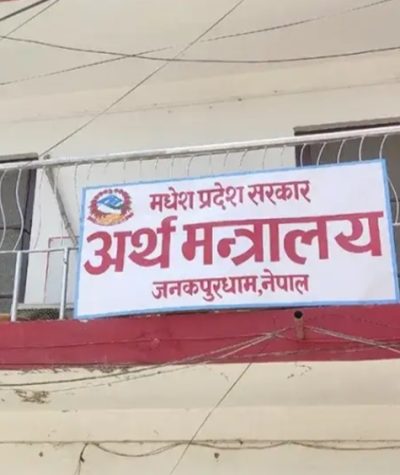 मधेश प्रदेश सरकार
अर्थ मन्त्रालय
जनकपुरधाम,नेपाल